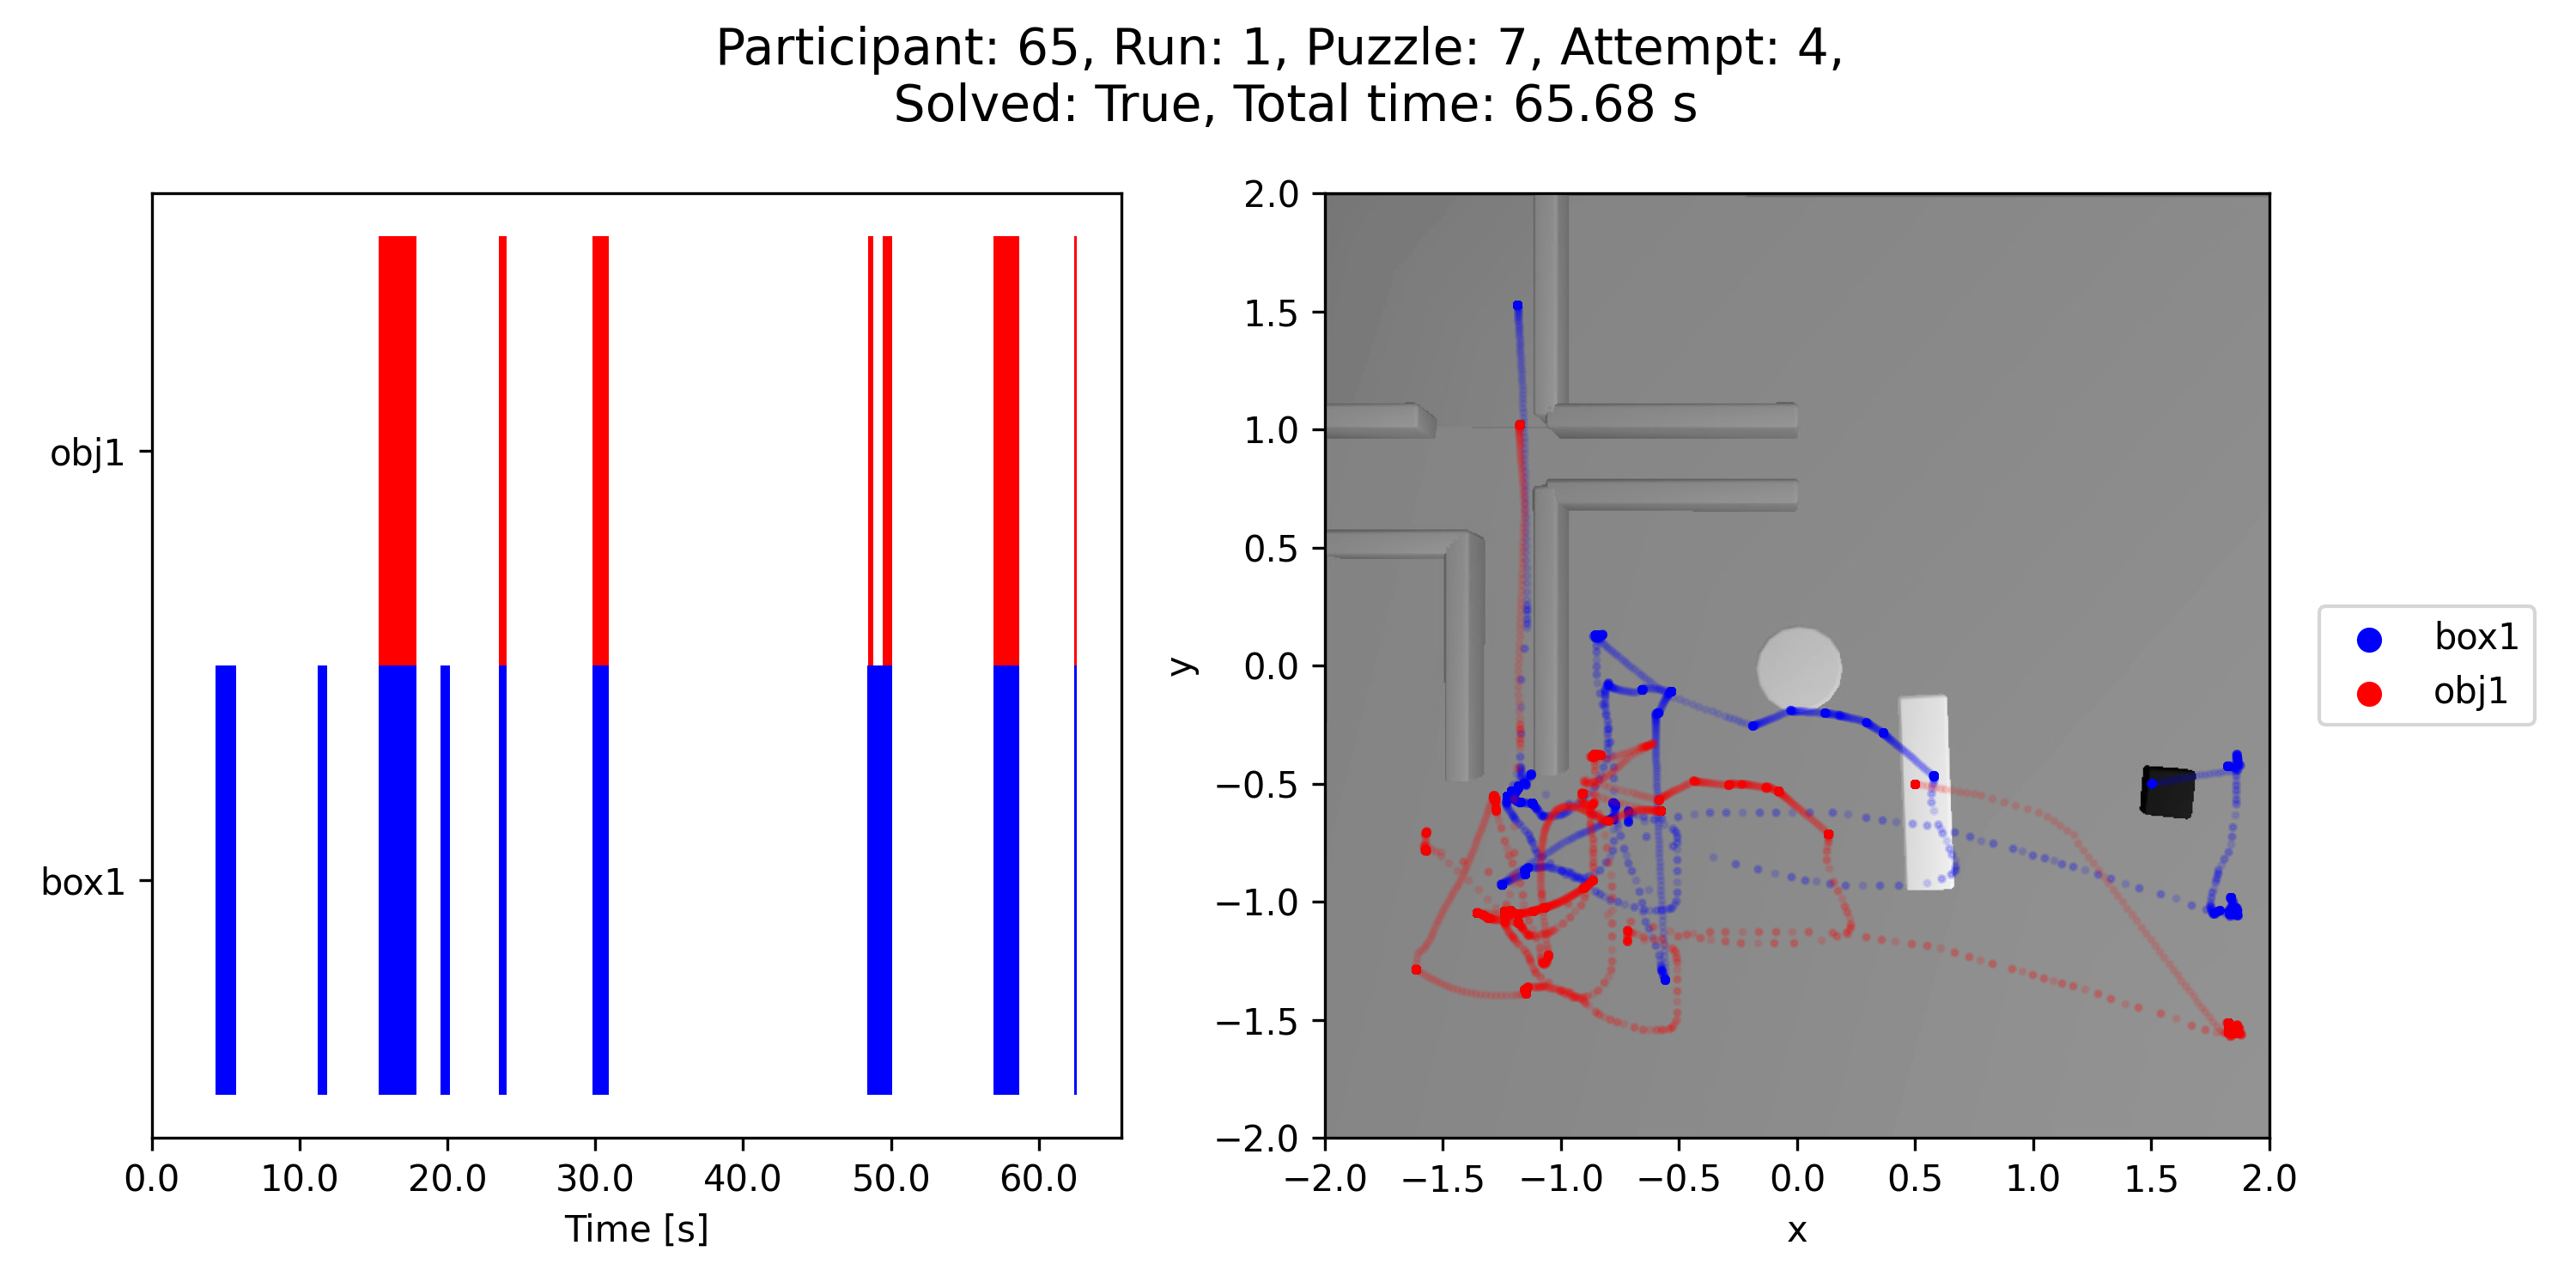 Participant: 65, Run: 1, Puzzle: 7, Attempt: 4,
Solved: True, Total time: 65.68 s
obj1
box1
0.0 10.0 20.0 30.0 40.0 50.0 60.0
Time [s]
2.0
1.5
1.0
0.5
0.0
−0.5
−1.0
−1.5
−2.0
y
−2.0 −1.5 −1.0 −0.5 0.0 0.5 1.0 1.5 2.0
x
box1
obj1